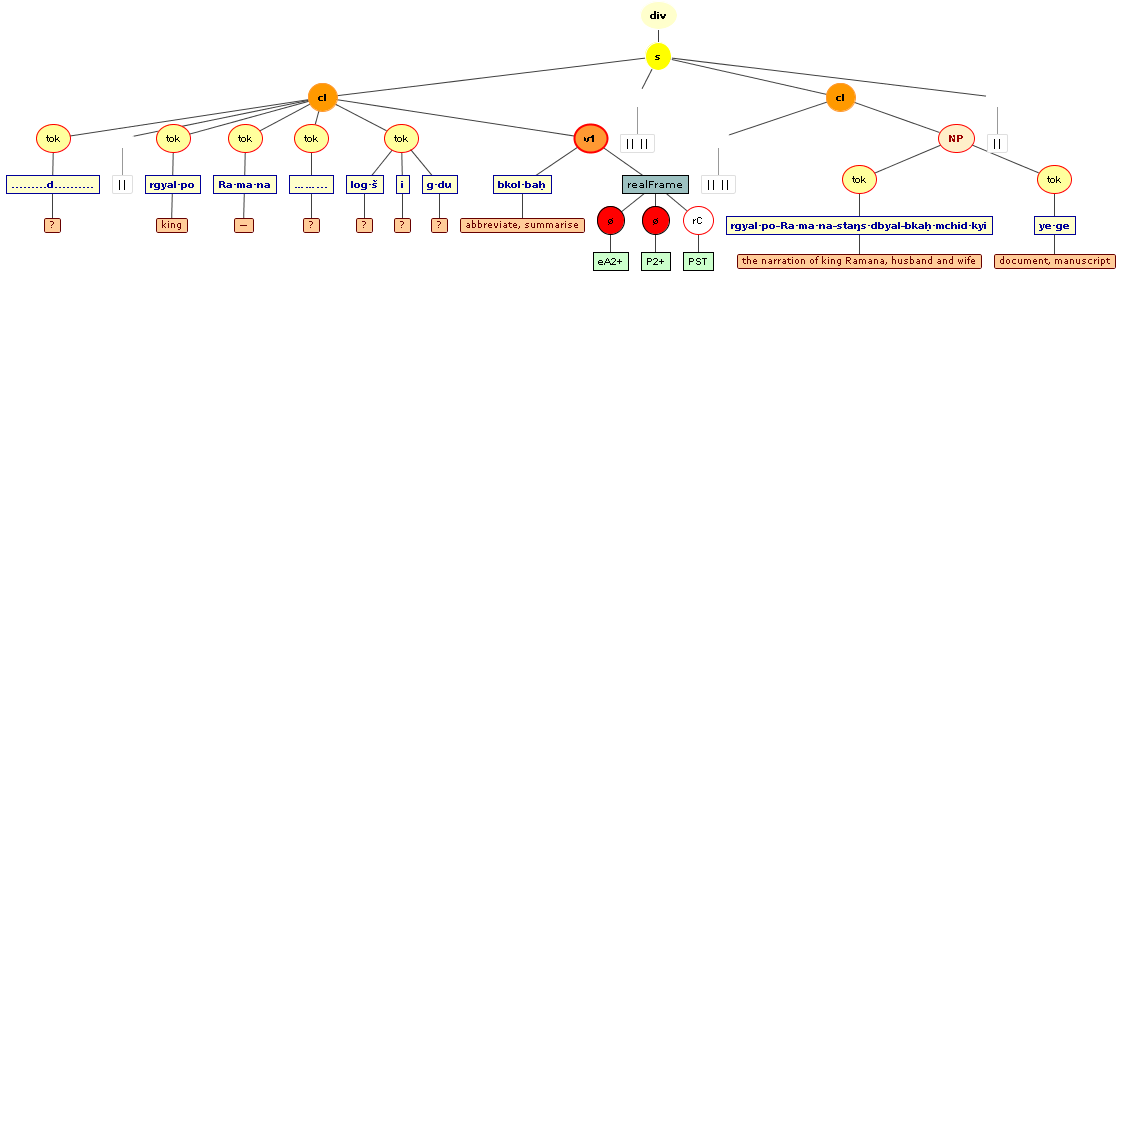 div
s
cl cl
tok tok tok tok tok v1 || || NP ||
.........d.......... || rgyal·po Ra·ma·na ......... log·š i g·du bkol·baḥ realFrame || || tok tok
? king — ? ? ? ? abbreviate, summarise ø ø rC rgyal·po–Ra·ma·na–staŋs·dbyal–bkaḥ·mchid·kyi ye·ge
eA2+ P2+ PST the narration of king Ramana, husband and wife document, manuscript